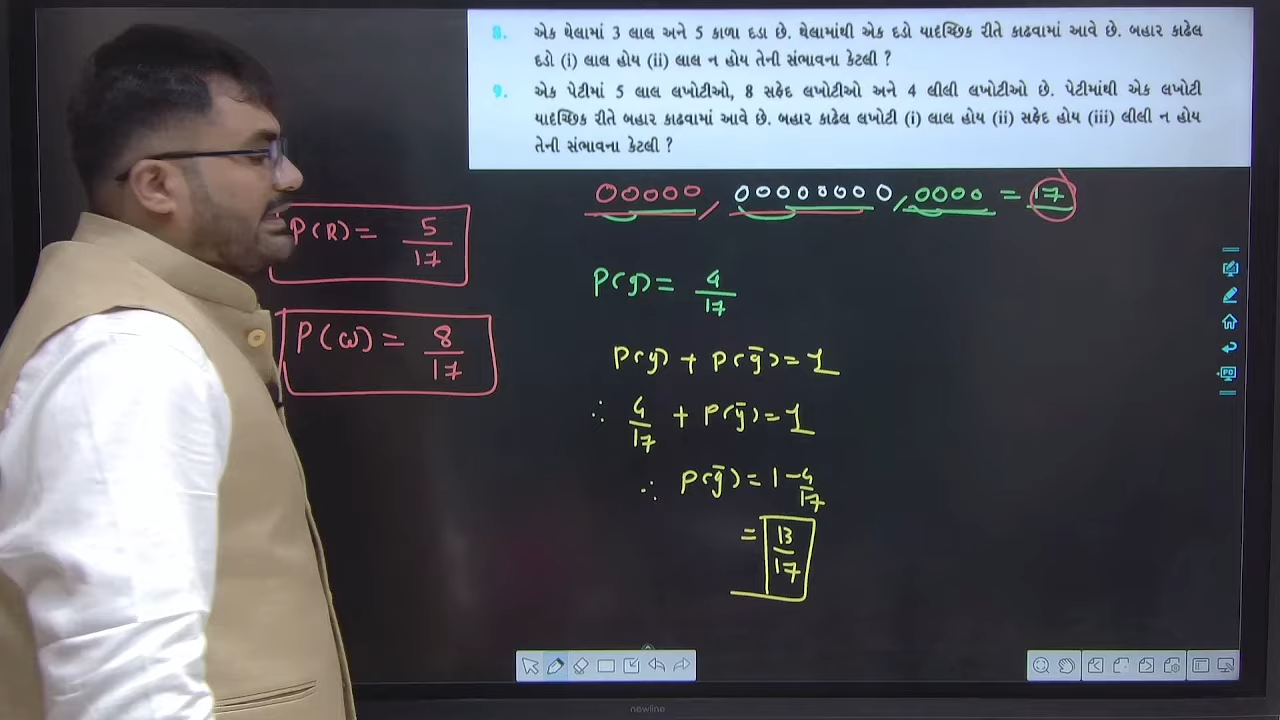 8. એક થેલામાં 3 લાલ અને 5 કાળા દડા છે. થેલામાંથી એક દડો યાદચ્છિક રીતે કાઢવામાં આવે છે. બહાર કાઢેલ
દડો (i) લાલ હોય (ii) લાલ ન હોય તેની સંભાવના કેટલી ?
9. એક પેટીમાં 5 લાલ લખોટીઓ, 8 સફેદ લખોટીઓ અને 4 લીલી લખોટીઓ છે. પેટીમાંથી એક લખોટી
યાદચ્છિક રીતે બહાર કાઢવામાં આવે છે. બહાર કાઢેલ લખોટી (i) લાલ હોય (ii) સફેદ હોય (iii) લીલી ન હોય
તેની સંભાવના કેટલી ?
00000, 00000000, 0000 = 17
P(R) = 5/17
P(W) = 8/17
P(g) = 4/17
P(g) + P(g̅) = 1
∴ 4/17 + P(g̅) = 1
∴ P(g̅) = 1 - 4/17
= 13/17
newline